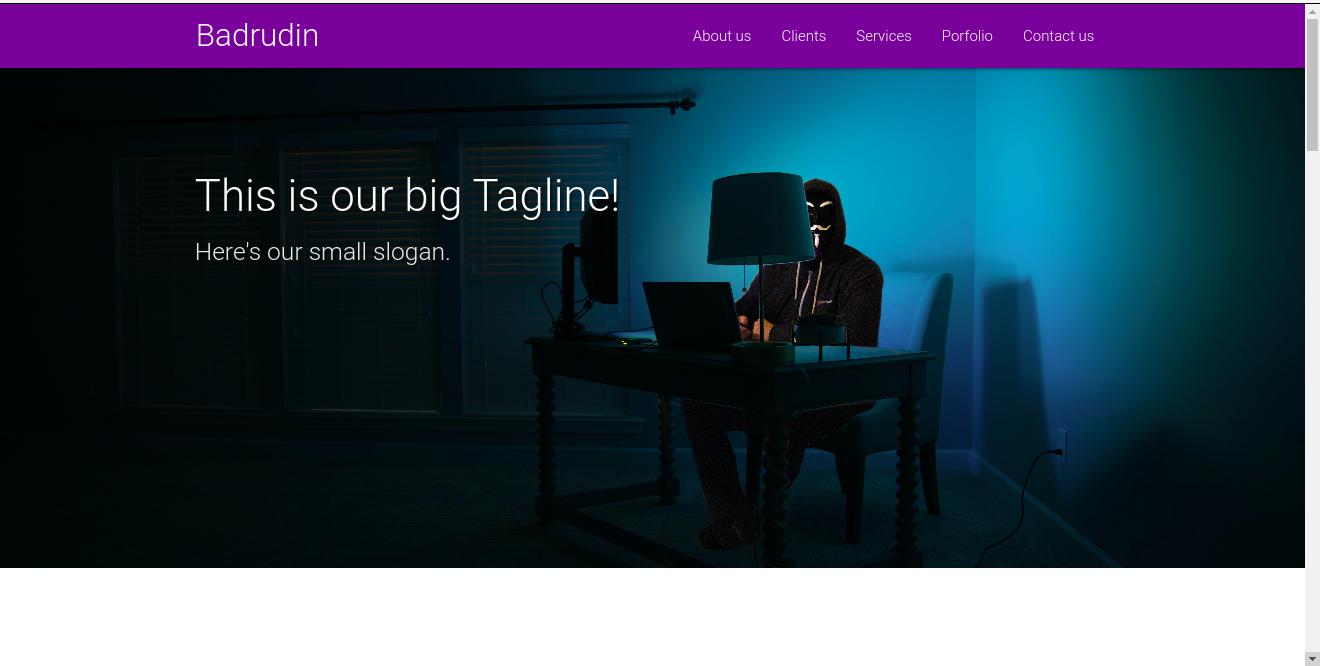 Badrudin
About us Clients Services Porfolio Contact us
This is our big Tagline!
Here's our small slogan.